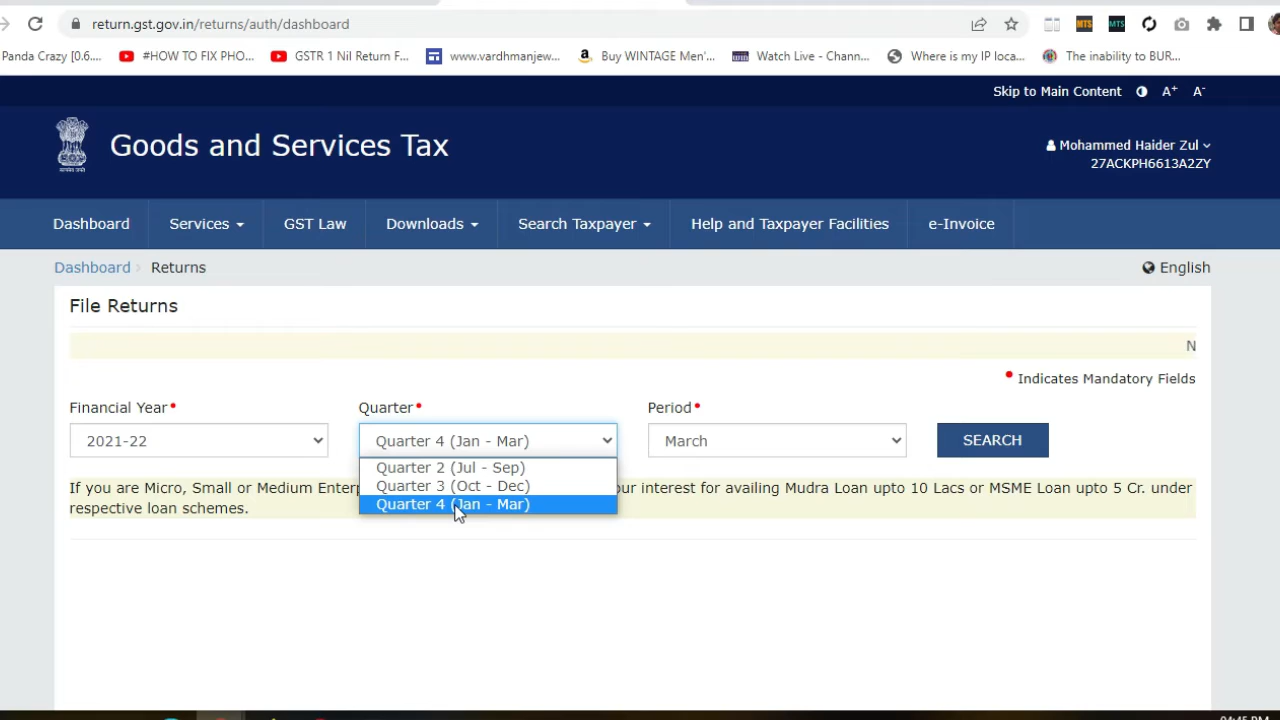 return.gst.gov.in/returns/auth/dashboard
MTS MTS
Panda Crazy [0.6.... #HOW TO FIX PHO... GSTR 1 Nil Return F... www.vardhmanjew... Buy WINTAGE Men'... Watch Live - Chann... Where is my IP loca... The inability to BUR...
Skip to Main Content A+ A-
Goods and Services Tax
Mohammed Haider Zul
27ACKPH6613A2ZY
Dashboard Services GST Law Downloads Search Taxpayer Help and Taxpayer Facilities e-Invoice
Dashboard Returns English
File Returns
N
• Indicates Mandatory Fields
Financial Year• Quarter• Period•
2021-22 Quarter 4 (Jan - Mar) March SEARCH
Quarter 2 (Jul - Sep)
Quarter 3 (Oct - Dec)
Quarter 4 (Jan - Mar)
If you are Micro, Small or Medium Enterp our interest for availing Mudra Loan upto 10 Lacs or MSME Loan upto 5 Cr. under
respective loan schemes.
04:45 PM